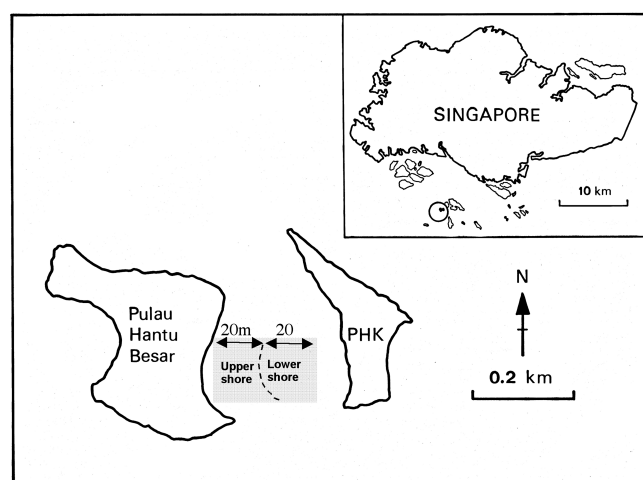 SINGAPORE
10 km
N
0.2 km
Pulau
Hantu
Besar
20m
20
Upper
shore
Lower
shore
PHK